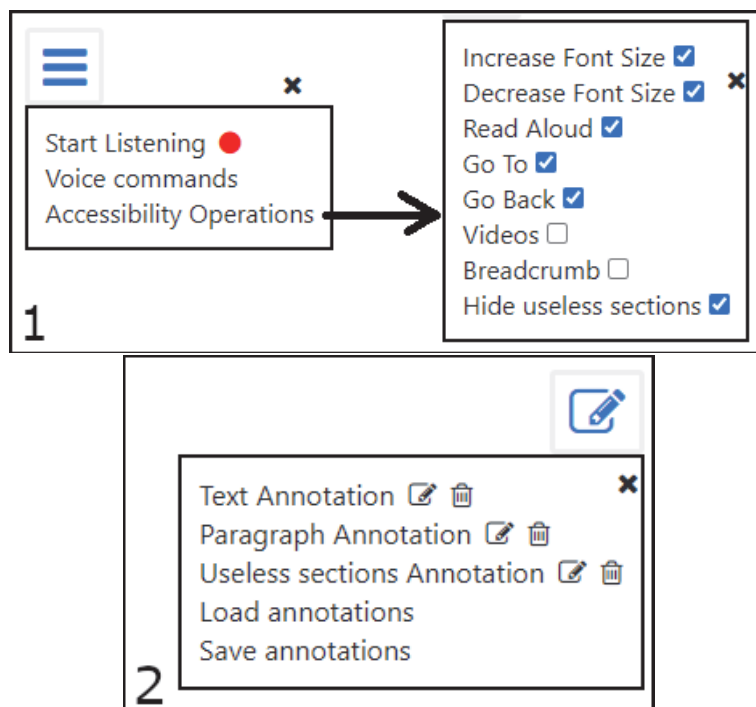 Start Listening
Voice commands
Accessibility Operations
1
Increase Font Size
Decrease Font Size
Read Aloud
Go To
Go Back
Videos
Breadcrumb
Hide useless sections
Text Annotation
Paragraph Annotation
Useless sections Annotation
Load annotations
Save annotations
2